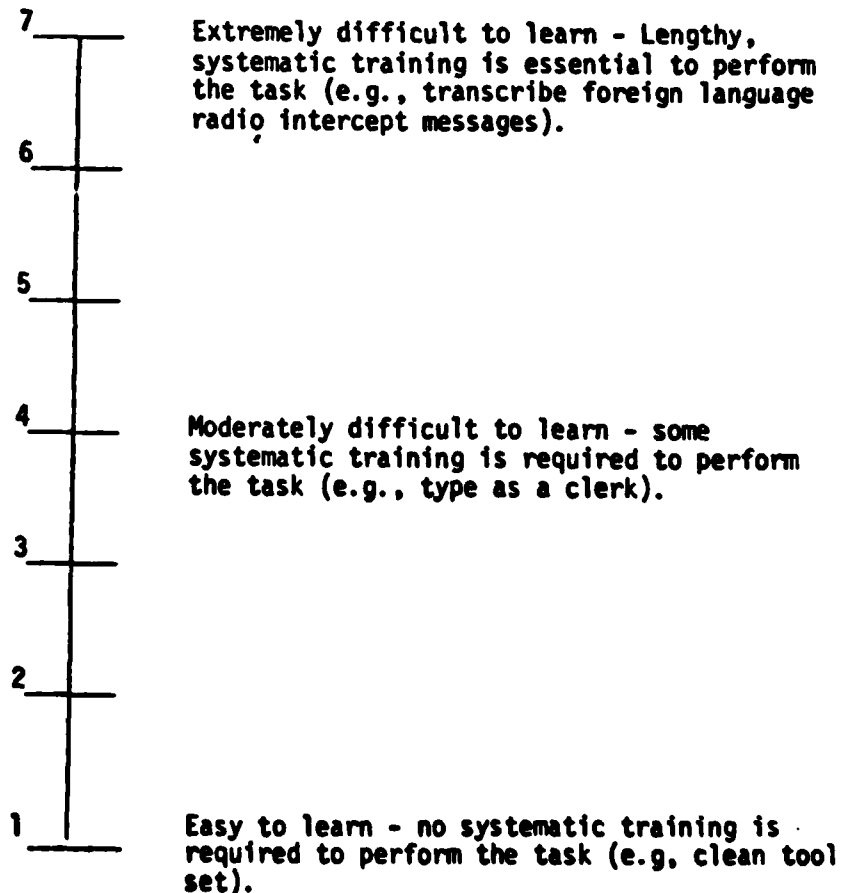 7
Extremely difficult to learn - Lengthy,
systematic training is essential to perform
the task (e.g., transcribe foreign language
radio intercept messages).
6
5
4
Moderately difficult to learn - some
systematic training is required to perform
the task (e.g., type as a clerk).
3
2
1
Easy to learn - no systematic training is
required to perform the task (e.g, clean tool
set).